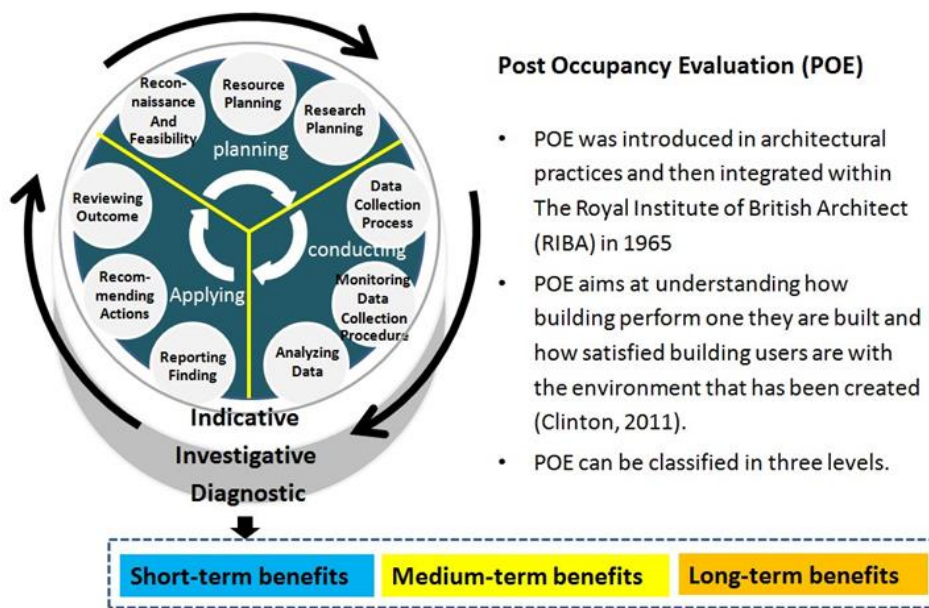 Recon-
naissance
And
Feasibility
Resource
Planning
Research
Planning
planning
Data
Collection
Process
conducting
Monitoring
Data
Collection
Procedure
Analyzing
Data
Reporting
Finding
Recom-
mending
Actions
Reviewing
Outcome
Applying
Indicative
Investigative
Diagnostic
Post Occupancy Evaluation (POE)
• POE was introduced in architectural
practices and then integrated within
The Royal Institute of British Architect
(RIBA) in 1965
• POE aims at understanding how
building perform one they are built and
how satisfied building users are with
the environment that has been created
(Clinton, 2011).
• POE can be classified in three levels.
Short-term benefits
Medium-term benefits
Long-term benefits